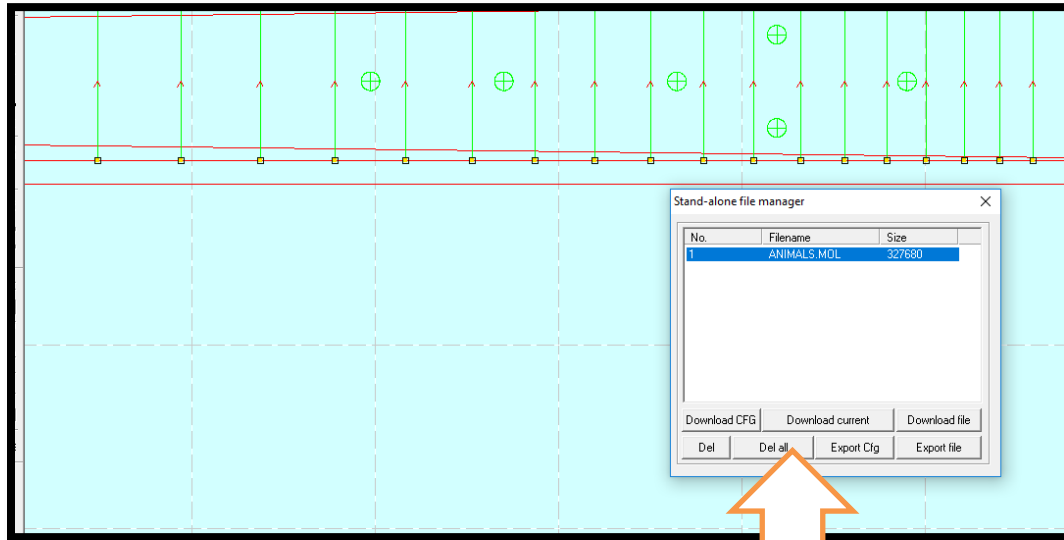 Stand-alone file manager
No. Filename Size
1 ANIMALS.MOL 327680
Download CFG Download current Download file
Del Del all Export Cfg Export file